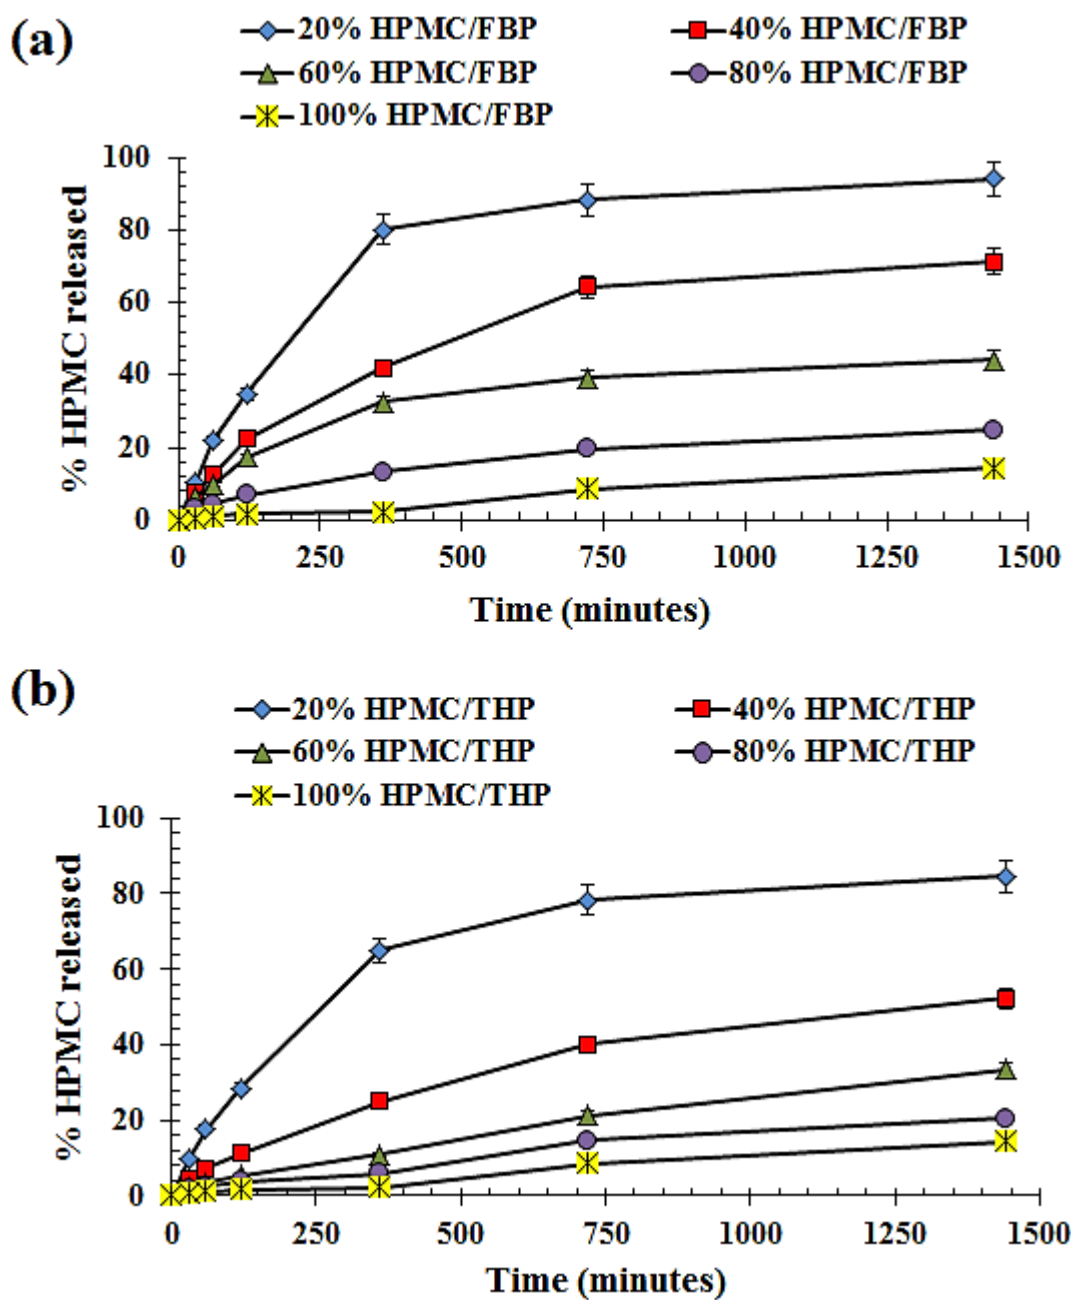 (a)
20% HPMC/FBP 40% HPMC/FBP
60% HPMC/FBP 80% HPMC/FBP
100% HPMC/FBP
100
80
60
40
20
0
% HPMC released
0 250 500 750 1000 1250 1500
Time (minutes)
(b)
20% HPMC/THP 40% HPMC/THP
60% HPMC/THP 80% HPMC/THP
100% HPMC/THP
100
80
60
40
20
0
% HPMC released
0 250 500 750 1000 1250 1500
Time (minutes)